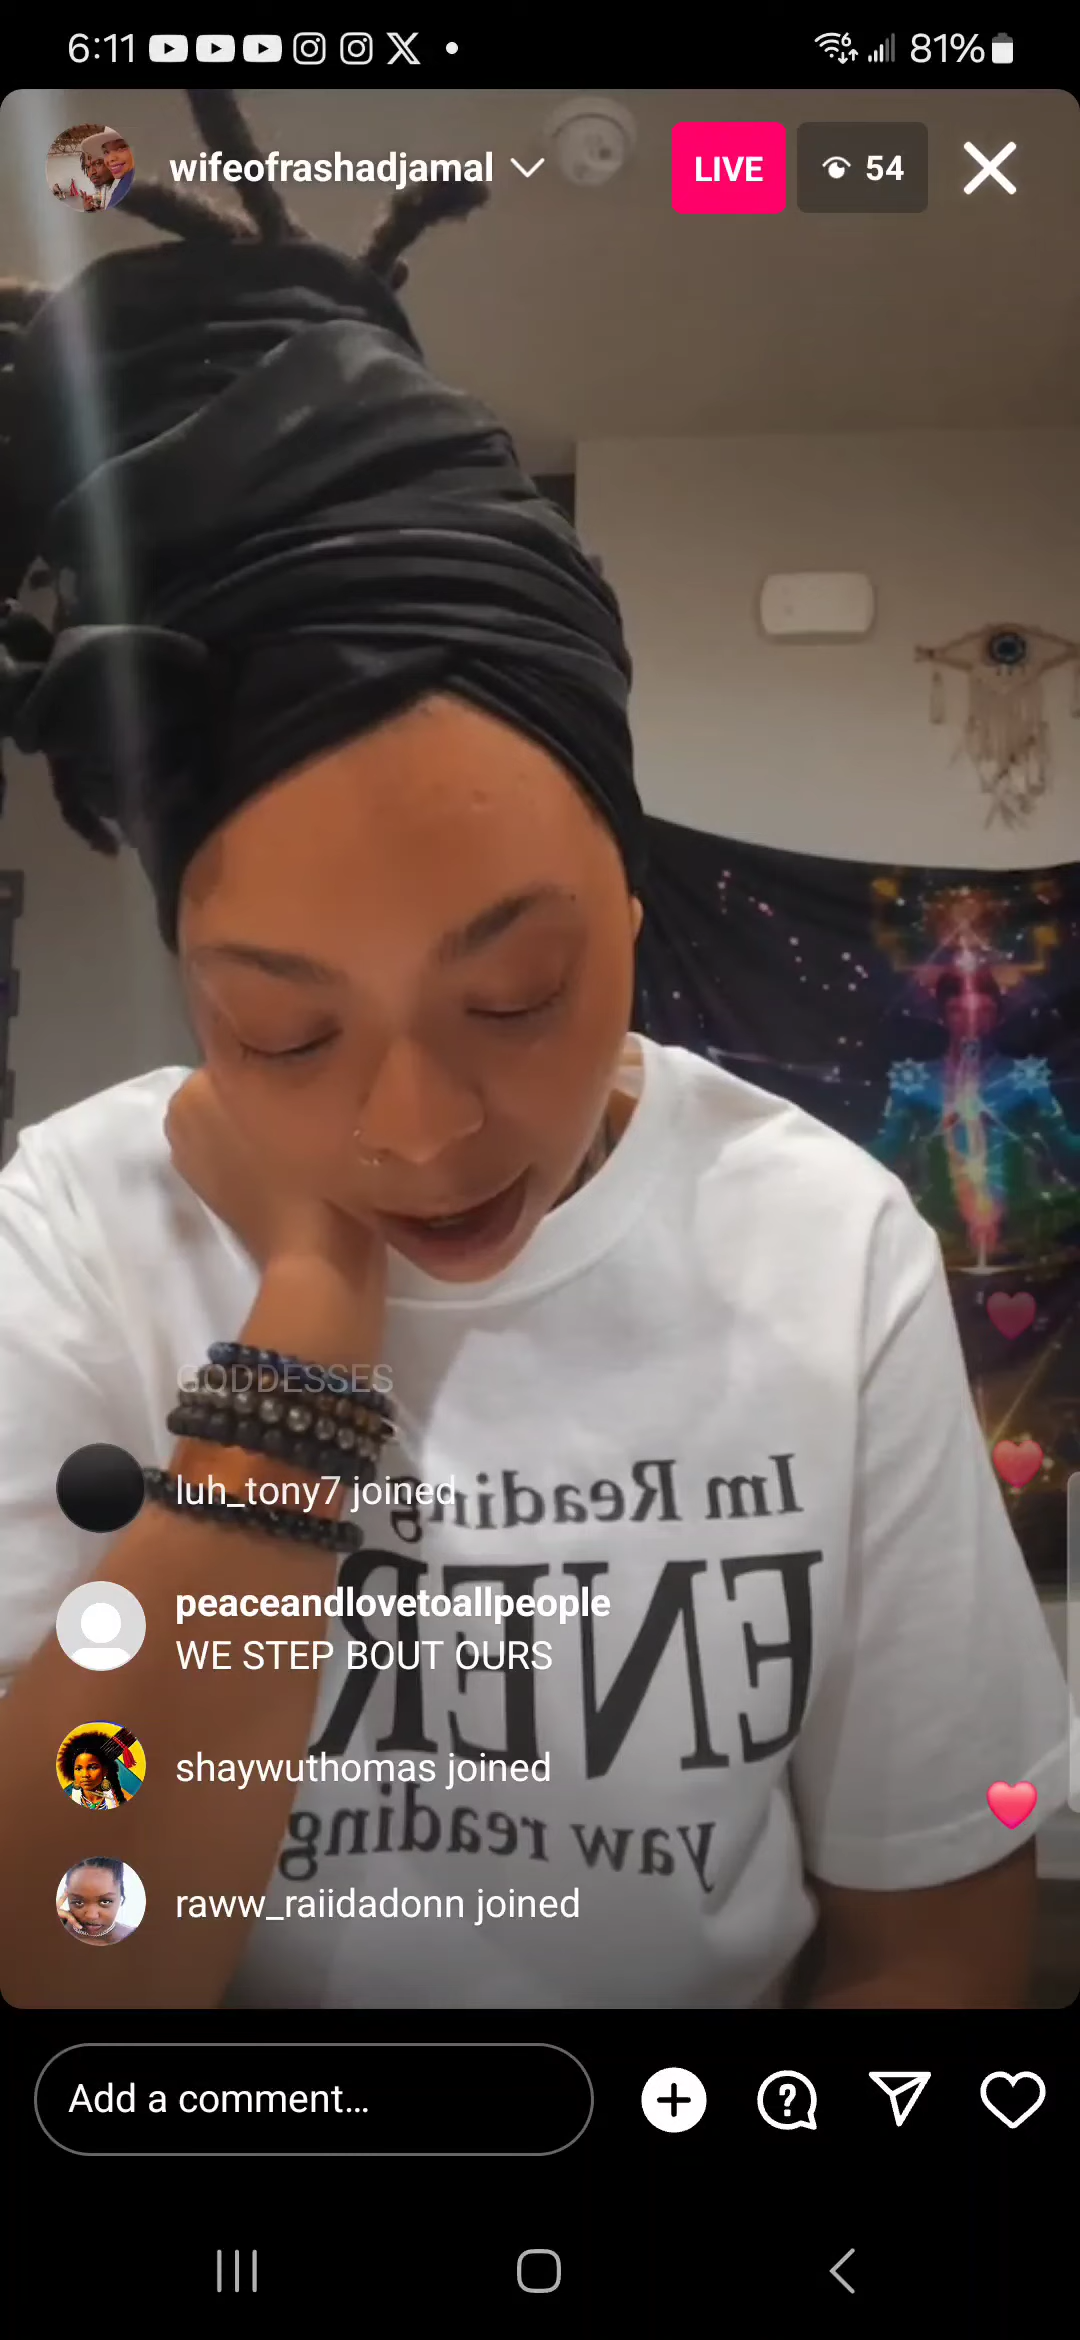 6:11
81%
wifeofrashadjamal
LIVE
54
GODDESSES
luh_tony7 joined
Im Reading
peaceandlovetoallpeople
WE STEP BOUT OURS
ENER
shaywuthomas joined
yaw reading
raww_raiidadonn joined
Add a comment...